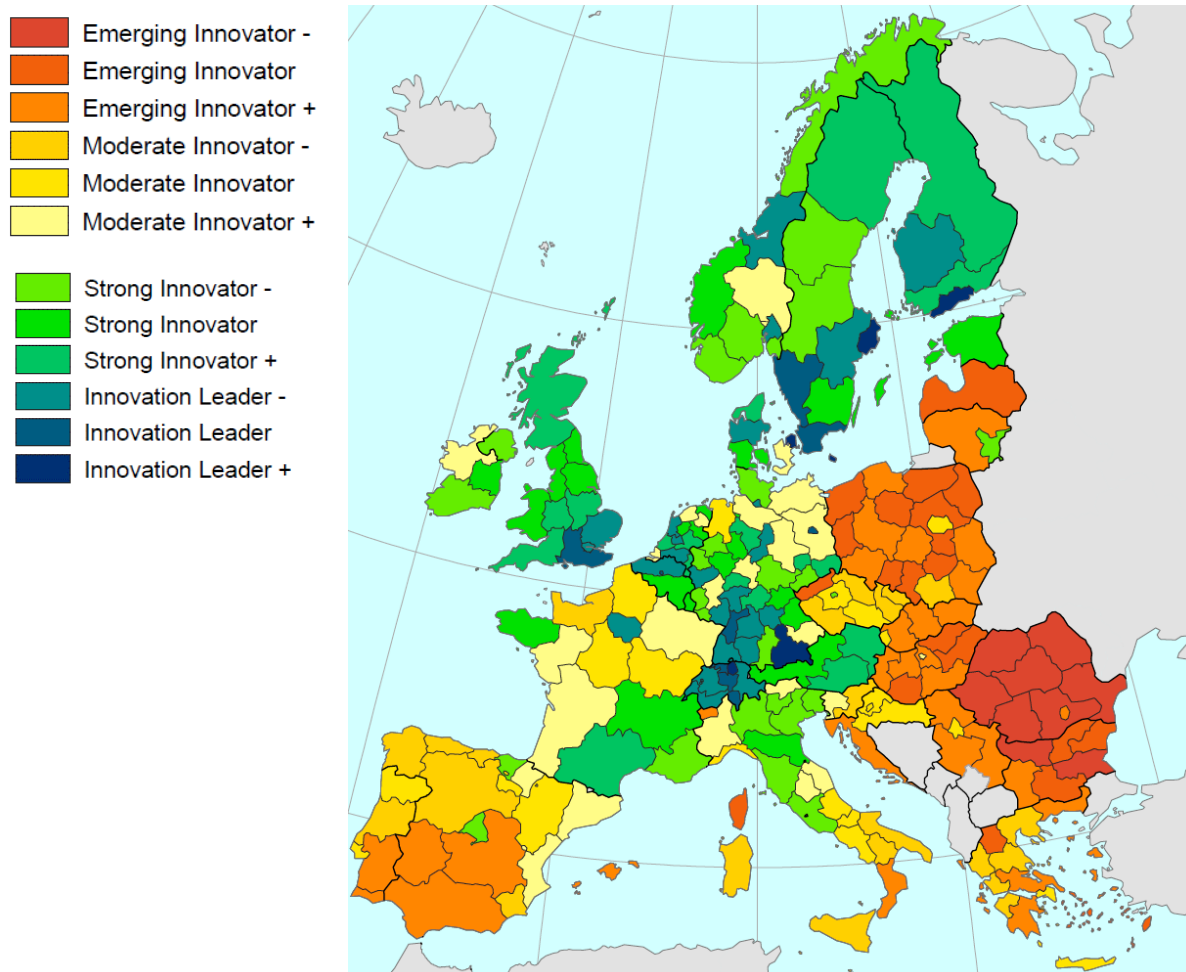 Emerging Innovator -
Emerging Innovator
Emerging Innovator +
Moderate Innovator -
Moderate Innovator
Moderate Innovator +
Strong Innovator -
Strong Innovator
Strong Innovator +
Innovation Leader -
Innovation Leader
Innovation Leader +